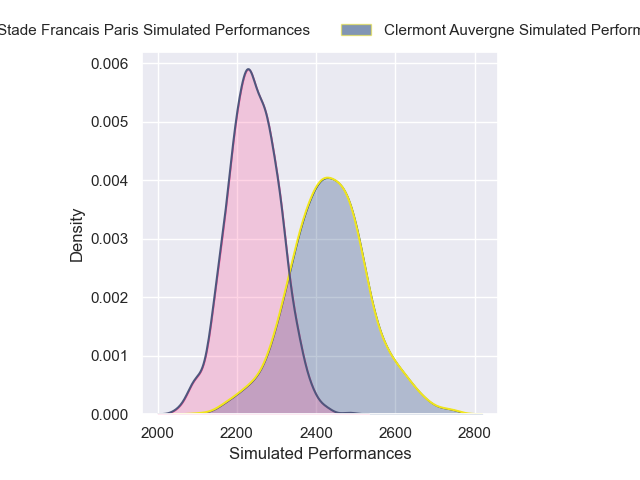 Stade Francais Paris Simulated Performances
Clermont Auvergne Simulated Perform
0.006
0.005
0.004
0.003
0.002
0.001
0.000
Density
2000 2200 2400 2600 2800
Simulated Performances